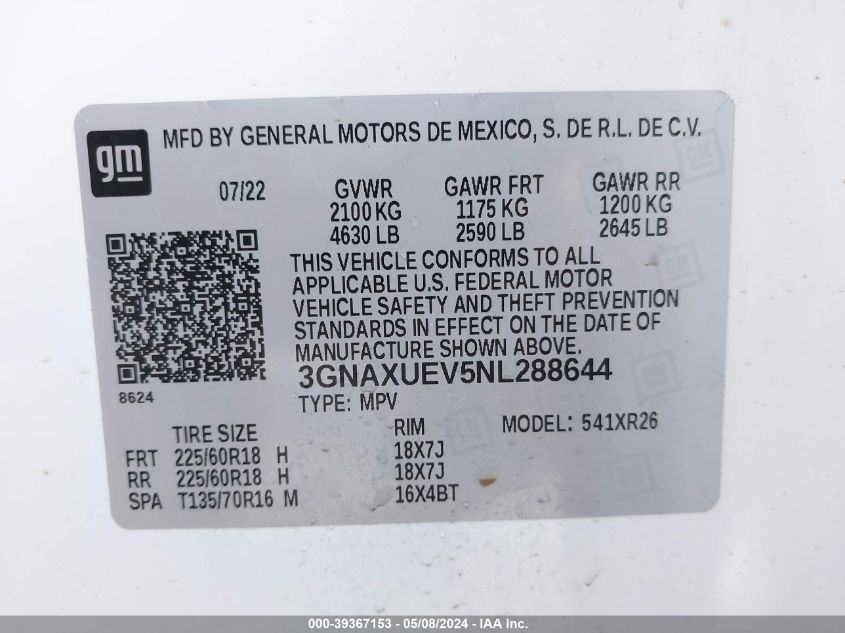 gm
MFD BY GENERAL MOTORS DE MEXICO, S. DE R.L. DE C.V.
07/22 GVWR GAWR FRT GAWR RR
2100 KG 1175 KG 1200 KG
4630 LB 2590 LB 2645 LB
THIS VEHICLE CONFORMS TO ALL
APPLICABLE U.S. FEDERAL MOTOR
VEHICLE SAFETY AND THEFT PREVENTION
STANDARDS IN EFFECT ON THE DATE OF
MANUFACTURE SHOWN ABOVE.
3GNAXUEV5NL288644
8624
TYPE: MPV
TIRE SIZE RIM MODEL: 541XR26
FRT 225/60R18 H 18X7J
RR 225/60R18 H 18X7J
SPA T135/70R16 M 16X4BT
000-39367153 - 05/08/2024 - IAA Inc.